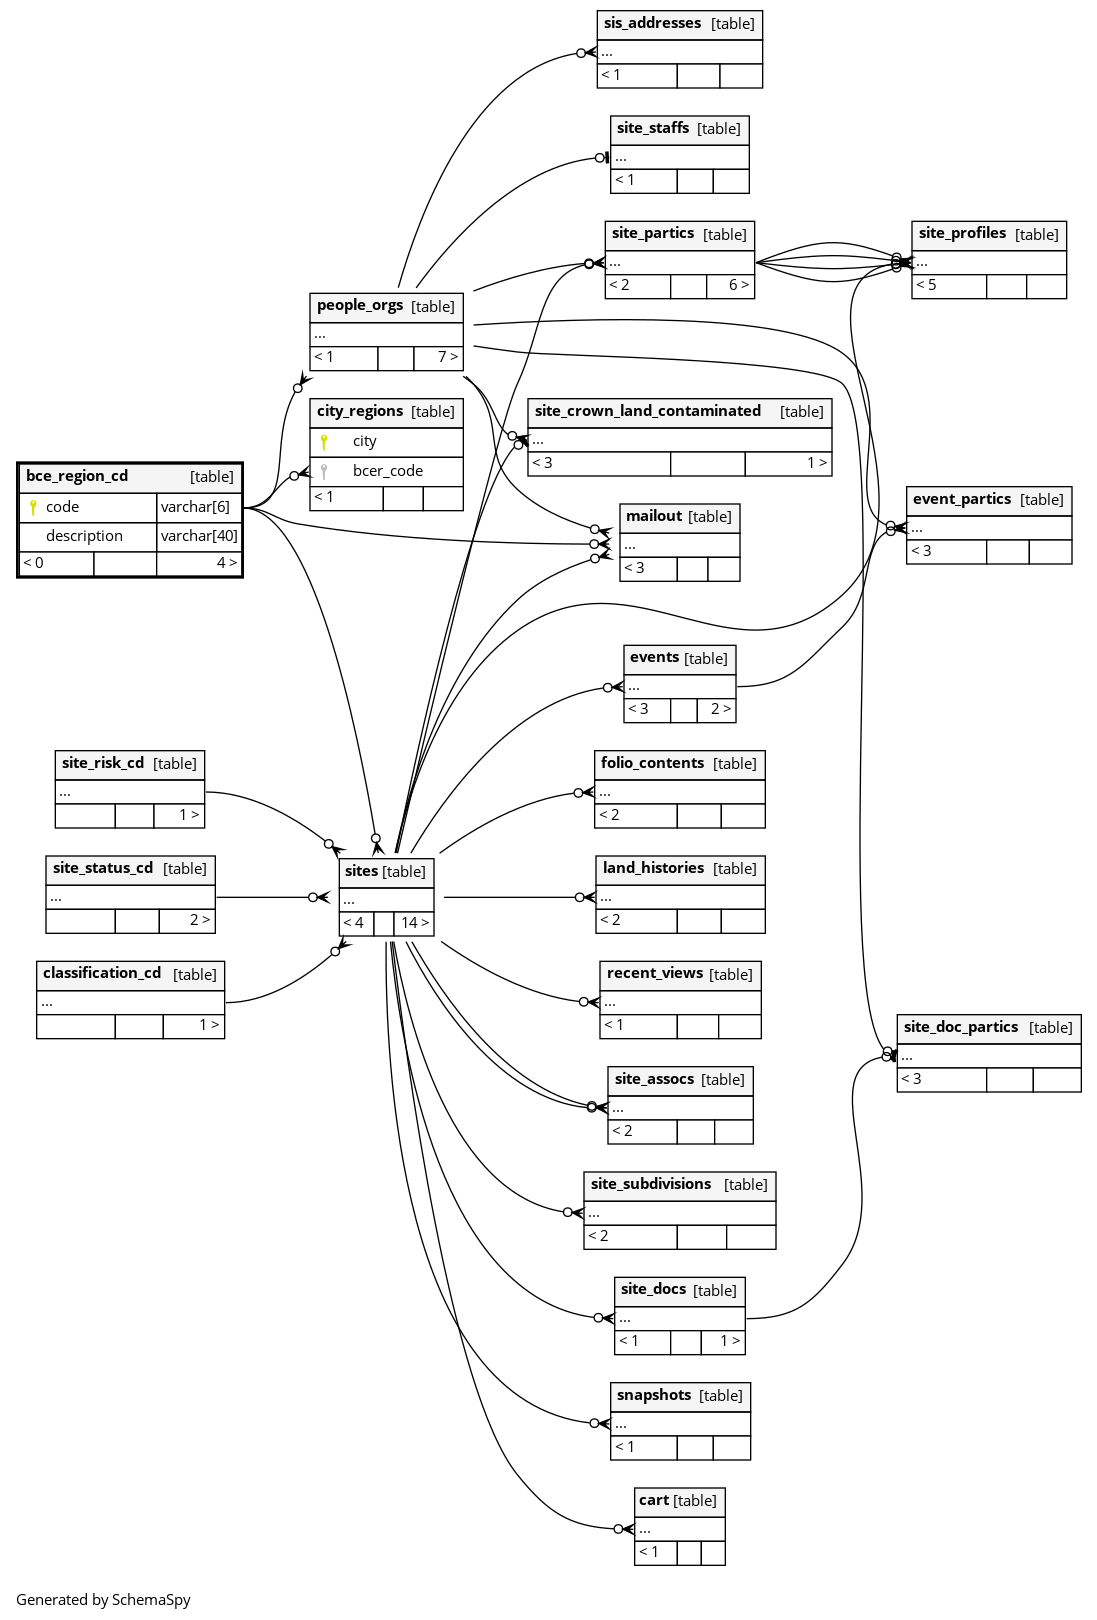 sis_addresses [table]
...
< 1
site_staffs [table]
...
< 1
site_partics [table]
...
< 2 6 >
site_profiles [table]
...
< 5
people_orgs [table]
...
< 1 7 >
city_regions [table]
city
bcer_code
< 1
site_crown_land_contaminated [table]
...
< 3 1 >
bce_region_cd [table]
code varchar[6]
description varchar[40]
< 0 4 >
mailout [table]
...
< 3
event_partics [table]
...
< 3
events [table]
...
< 3 2 >
site_risk_cd [table]
...
1 >
folio_contents [table]
...
< 2
site_status_cd [table]
...
2 >
sites [table]
...
< 4 14 >
land_histories [table]
...
< 2
classification_cd [table]
...
1 >
recent_views [table]
...
< 1
site_doc_partics [table]
...
< 3
site_assocs [table]
...
< 2
site_subdivisions [table]
...
< 2
site_docs [table]
...
< 1 1 >
snapshots [table]
...
< 1
cart [table]
...
< 1
Generated by SchemaSpy